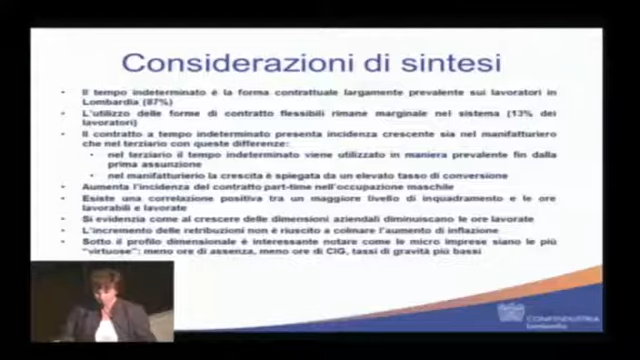 Considerazioni di sintesi
• Il tempo indeterminato è la forma contrattuale largamente prevalente sui lavoratori in
Lombardia (87%)
• L'utilizzo delle forme di contratto flessibili rimane marginale nel sistema (13% dei
lavoratori)
• Il contratto a tempo indeterminato presenta incidenza crescente sia nel manifatturiero
che nel terziario con queste differenze:
• nel terziario il tempo indeterminato viene utilizzato in maniera prevalente fin dalla
prima assunzione
• nel manifatturierio la crescita è spiegata da un elevato tasso di conversione
• Aumenta l'incidenza del contratto part-time nell'occupazione maschile
• Esiste una correlazione positiva tra un maggiore livello di inquadramento e le ore
lavorabili e lavorate
• Si evidenzia come al crescere delle dimensioni aziendali diminuiscano le ore lavorate
• L'incremento delle retribuzioni non è riuscito a colmare l'aumento di inflazione
• Sotto il profilo dimensionale è interessante notare come le micro imprese siano le più
"virtuose": meno ore di assenza, meno ore di CIG, tassi di gravità più bassi
CONFINDUSTRIA
Lombardia